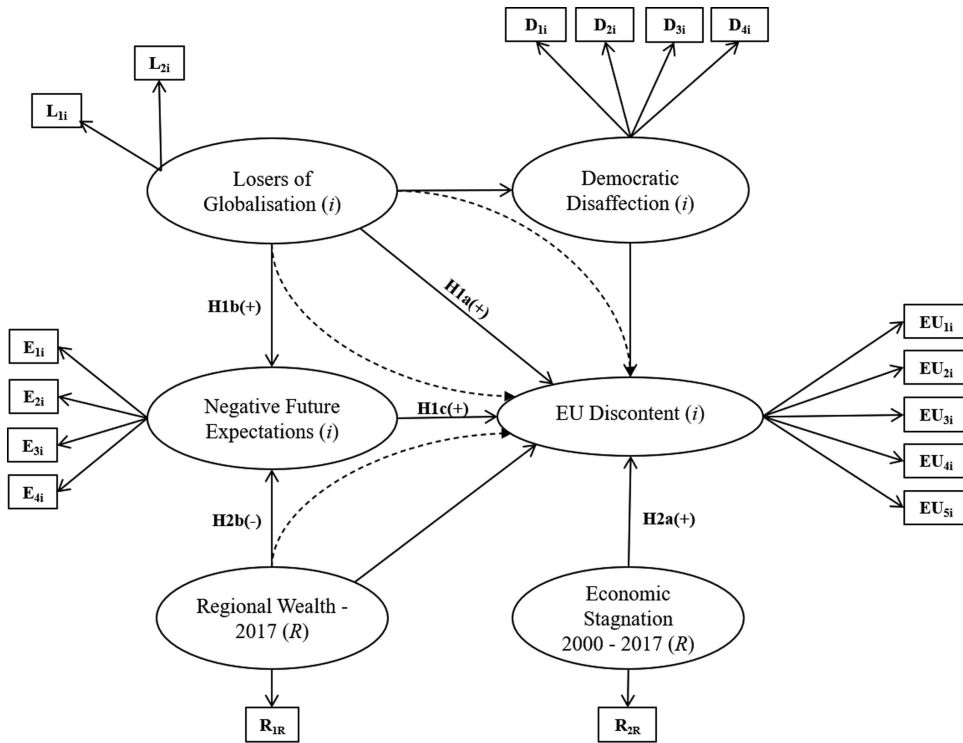 D1i
D2i
D3i
D4i
L2i
L1i
Losers of
Globalisation (i)
Democratic
Disaffection (i)
H1b(+)
H1a(+)
E1i
E2i
E3i
E4i
Negative Future
Expectations (i)
H1c(+)
EU Discontent (i)
EU1i
EU2i
EU3i
EU4i
EU5i
H2b(-)
H2a(+)
Regional Wealth -
2017 (R)
Economic
Stagnation
2000 - 2017 (R)
R1R
R2R